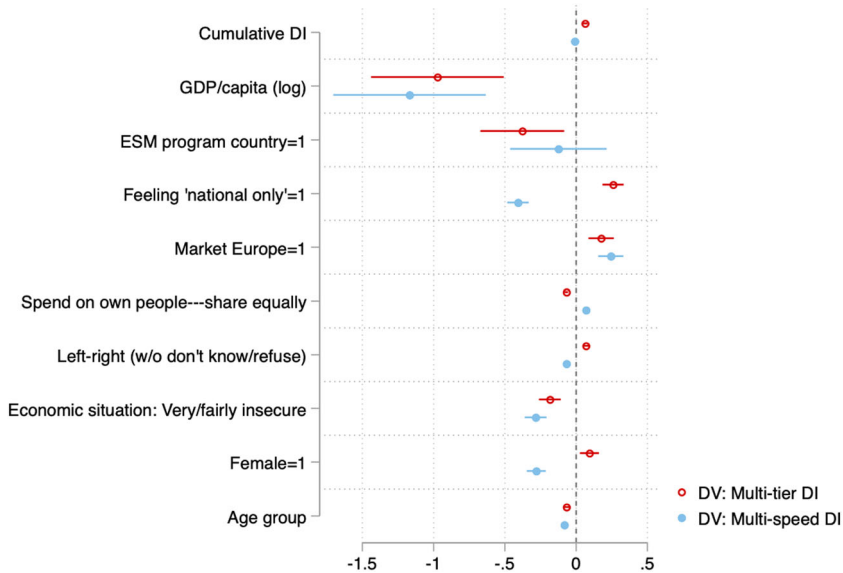 Cumulative DI
GDP/capita (log)
ESM program country=1
Feeling 'national only'=1
Market Europe=1
Spend on own people---share equally
Left-right (w/o don't know/refuse)
Economic situation: Very/fairly insecure
Female=1
Age group
DV: Multi-tier DI
DV: Multi-speed DI
-1.5 -1 -.5 0 .5